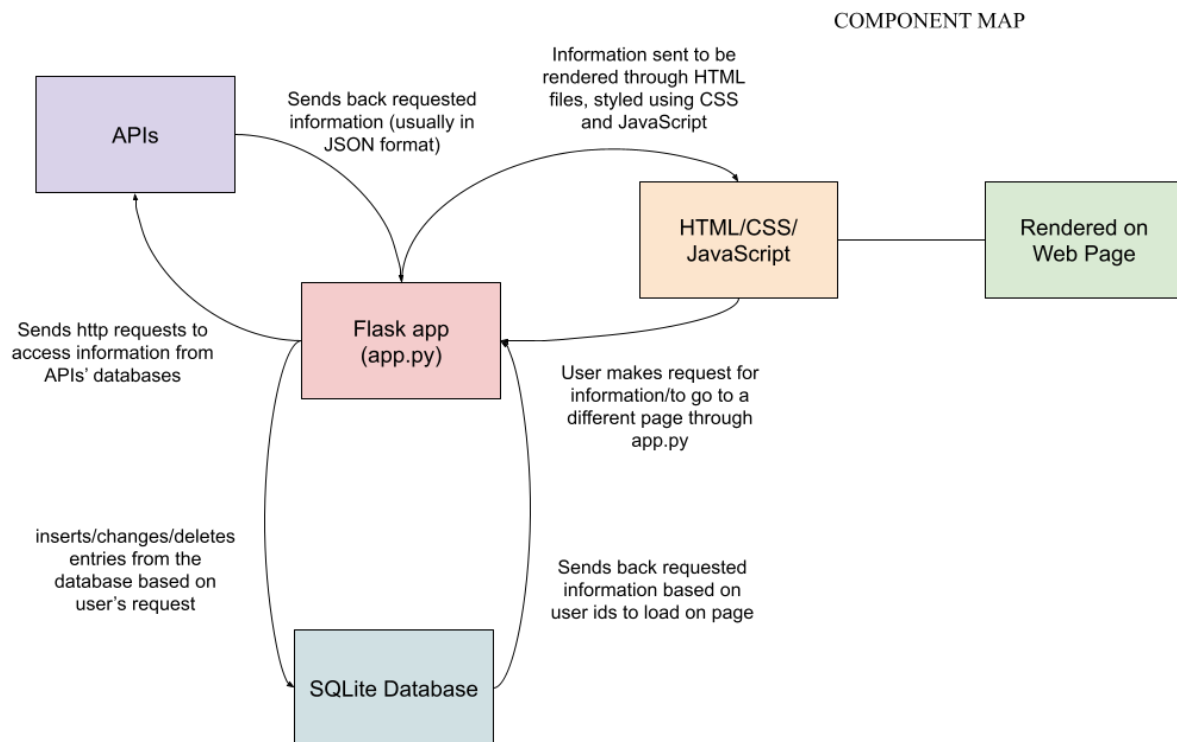 COMPONENT MAP
Information sent to be
rendered through HTML
files, styled using CSS
and JavaScript
Sends back requested
information (usually in
JSON format)
APIs
HTML/CSS/
JavaScript
Rendered on
Web Page
Flask app
(app.py)
Sends http requests to
access information from
APIs’ databases
User makes request for
information/to go to a
different page through
app.py
inserts/changes/deletes
entries from the
database based on
user’s request
Sends back requested
information based on
user ids to load on page
SQLite Database